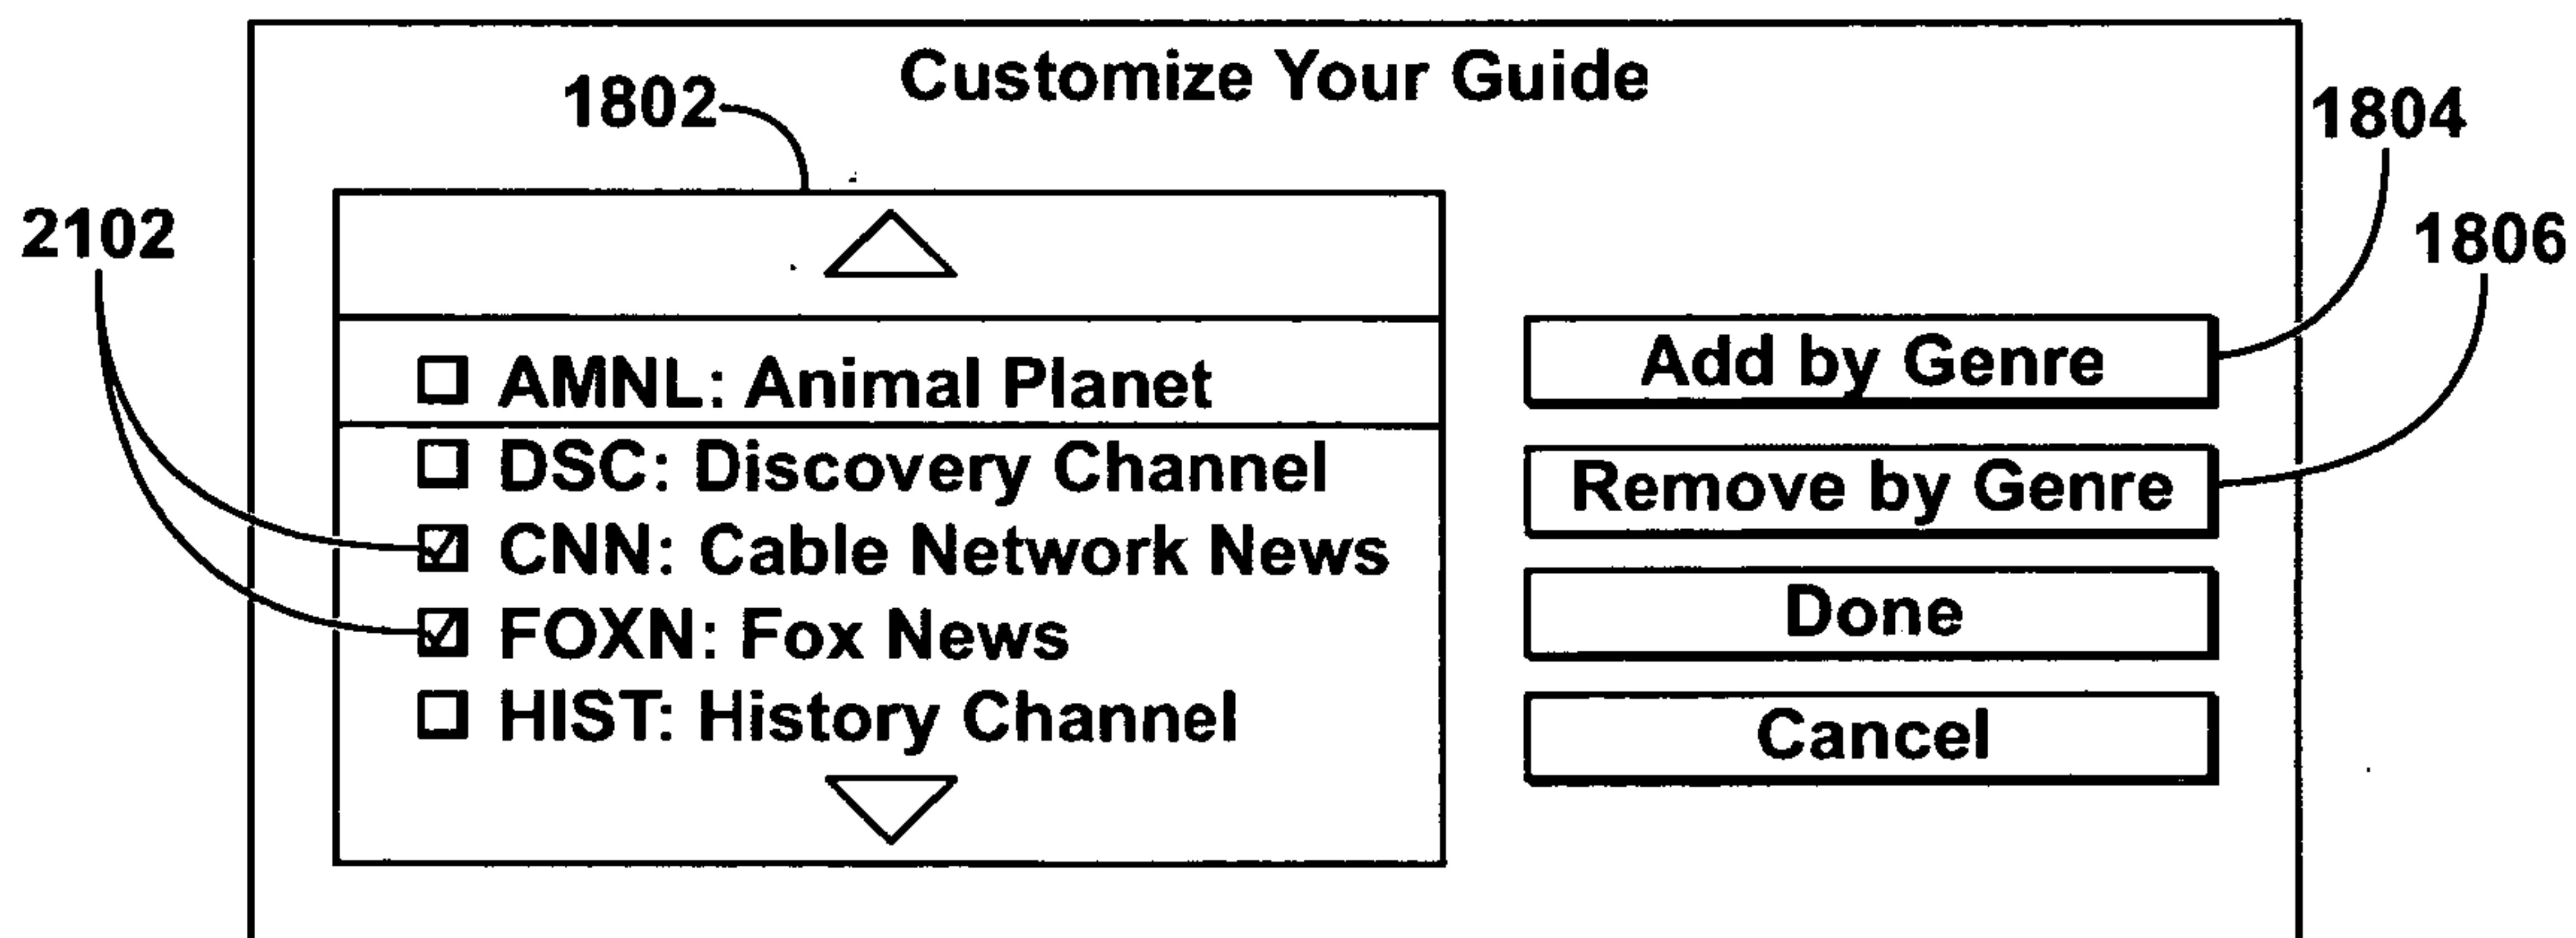 Customize Your Guide
1802
1804
2102
1806
AMNL: Animal Planet
DSC: Discovery Channel
CNN: Cable Network News
FOXN: Fox News
HIST: History Channel
Add by Genre
Remove by Genre
Done
Cancel